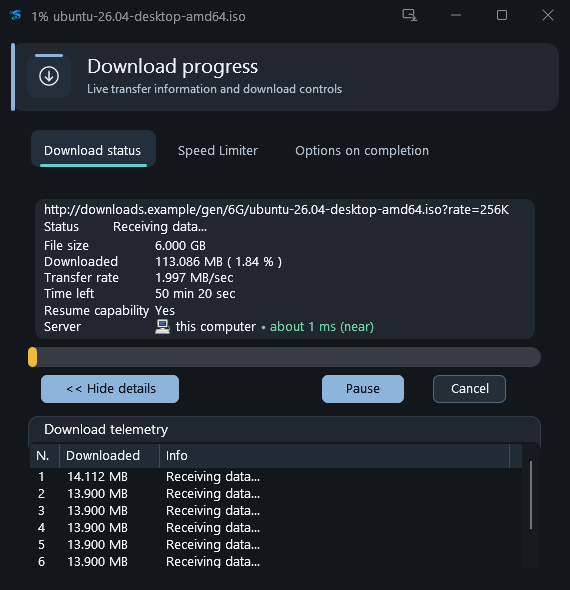 1% ubuntu-26.04-desktop-amd64.iso
Download progress
Live transfer information and download controls
Download status Speed Limiter Options on completion
http://downloads.example/gen/6G/ubuntu-26.04-desktop-amd64.iso?rate=256K
Status Receiving data...
File size 6.000 GB
Downloaded 113.086 MB ( 1.84 % )
Transfer rate 1.997 MB/sec
Time left 50 min 20 sec
Resume capability Yes
Server this computer • about 1 ms (near)
<< Hide details Pause Cancel
Download telemetry
N. Downloaded Info
1 14.112 MB Receiving data...
2 13.900 MB Receiving data...
3 13.900 MB Receiving data...
4 13.900 MB Receiving data...
5 13.900 MB Receiving data...
6 13.900 MB Receiving data...